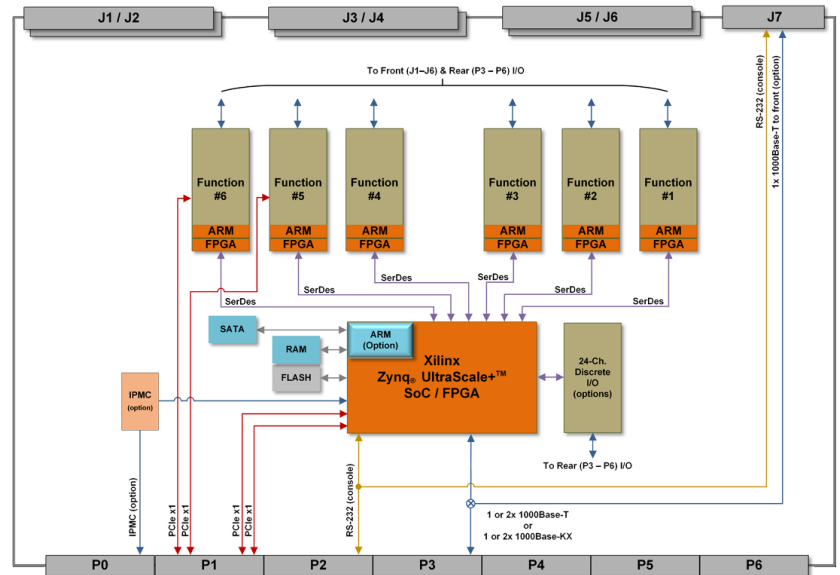 J1 / J2
J3 / J4
J5 / J6
J7
To Front (J1–J6) & Rear (P3 – P6) I/O
RS-232 (console)
1x 1000Base-T to front (option)
Function
#6
ARM
FPGA
Function
#5
ARM
FPGA
Function
#4
ARM
FPGA
Function
#3
ARM
FPGA
Function
#2
ARM
FPGA
Function
#1
ARM
FPGA
SerDes
SerDes
SerDes
SerDes
SerDes
SerDes
SATA
RAM
FLASH
ARM
(Option)
Xilinx
Zynq® UltraScale+™
SoC / FPGA
24-Ch.
Discrete
I/O
(options)
To Rear (P3 – P6) I/O
IPMC
(option)
IPMC (option)
PCIe x1
PCIe x1
PCIe x1
PCIe x1
RS-232 (console)
1 or 2x 1000Base-T
or
1 or 2x 1000Base-KX
P0
P1
P2
P3
P4
P5
P6